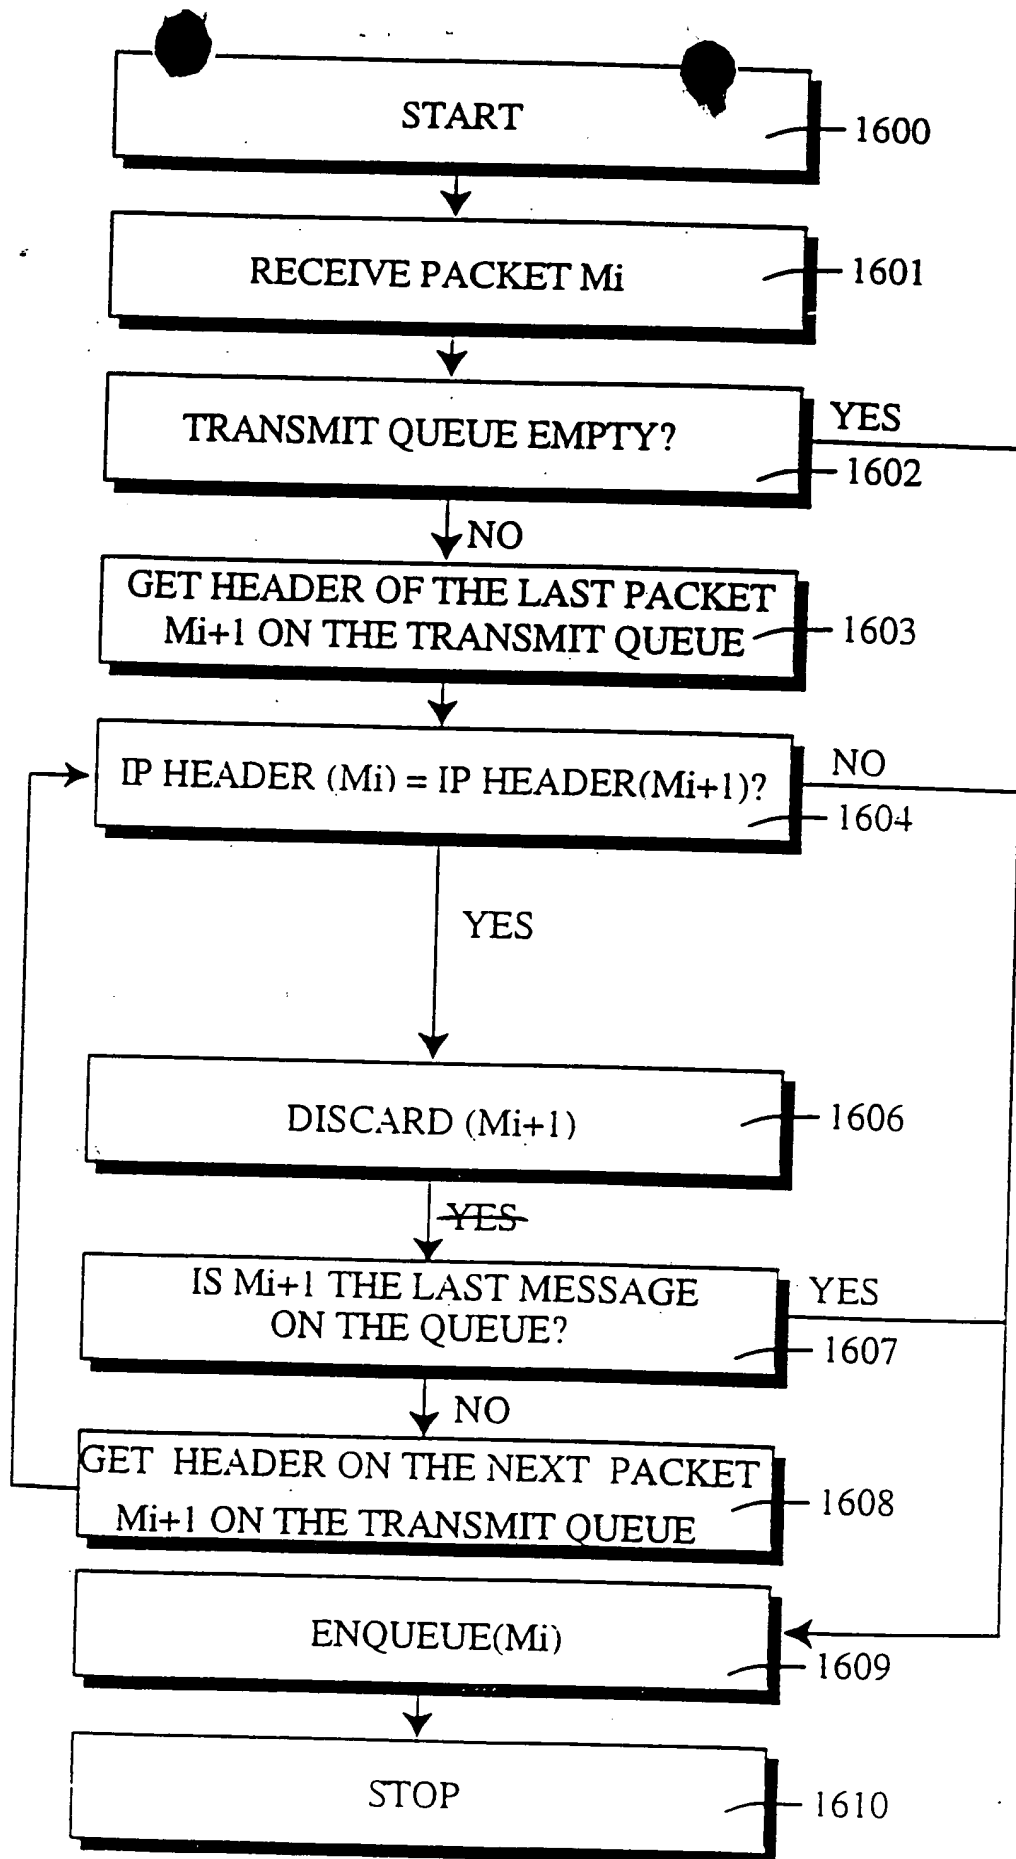 START
1600
RECEIVE PACKET Mi
1601
TRANSMIT QUEUE EMPTY?
YES
1602
NO
GET HEADER OF THE LAST PACKET
Mi+1 ON THE TRANSMIT QUEUE
1603
IP HEADER (Mi) = IP HEADER(Mi+1)?
NO
1604
YES
DISCARD (Mi+1)
1606
YES
IS Mi+1 THE LAST MESSAGE
ON THE QUEUE?
YES
1607
NO
GET HEADER ON THE NEXT PACKET
Mi+1 ON THE TRANSMIT QUEUE
1608
ENQUEUE(Mi)
1609
STOP
1610